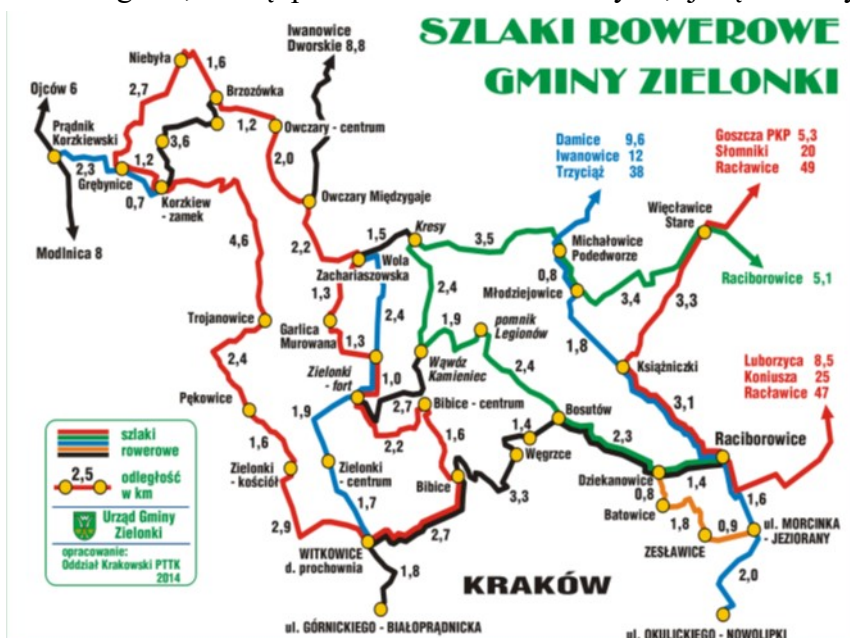 SZLAKI ROWEROWE
GMINY ZIELONKI
Iwanowice
Dworskie 8,8
Niebyła
1,6
Ojców 6
2,7
Brzozówka
Prądnik
Korzkiewski
1,2
Owczary - centrum
3,6
2,3
1,2
2,0
Grębynice
0,7
Korzkiew
- zamek
Modlnica 8
Owczary Międzygaje
Damice 9,6
Iwanowice 12
Trzyciąż 38
Goszcza PKP 5,3
Słomniki 20
Racławice 49
Więcławice
Stare
Kresy
1,5
3,5
Michałowice
Podedworze
4,6
2,2
Wola
Zachariaszowska
0,8
Młodziejowice
3,4
Raciborowice 5,1
1,3
2,4
2,4
3,3
Trojanowice
Garlica
Murowana
1,9
pomnik
Legionów
1,3
1,8
2,4
Zielonki
- fort
1,0
Wąwóz
Kamieniec
2,4
Książniczki
Luborzyca 8,5
Koniusza 25
Racławice 47
Pękowice
1,9
2,7
Bibice - centrum
3,1
2,2
Bosutów
1,6
1,6
1,4
2,3
Raciborowice
szlaki
rowerowe
2,5
odległość
w km
Urząd Gminy
Zielonki
opracowanie:
Oddział Krakowski PTTK
2014
Zielonki
- kościół
Zielonki
- centrum
Węgrzce
Bibice
Dziekanowice
1,4
1,6
3,3
0,8
Batowice
1,7
2,9
2,7
1,8
0,9
ul. MORCINKA
- JEZIORANY
WITKOWICE
d. prochownia
ZESŁAWICE
1,8
KRAKÓW
2,0
ul. GÓRNICKIEGO - BIAŁOPRĄDNICKA
ul. OKULICKIEGO - NOWOLIPKI